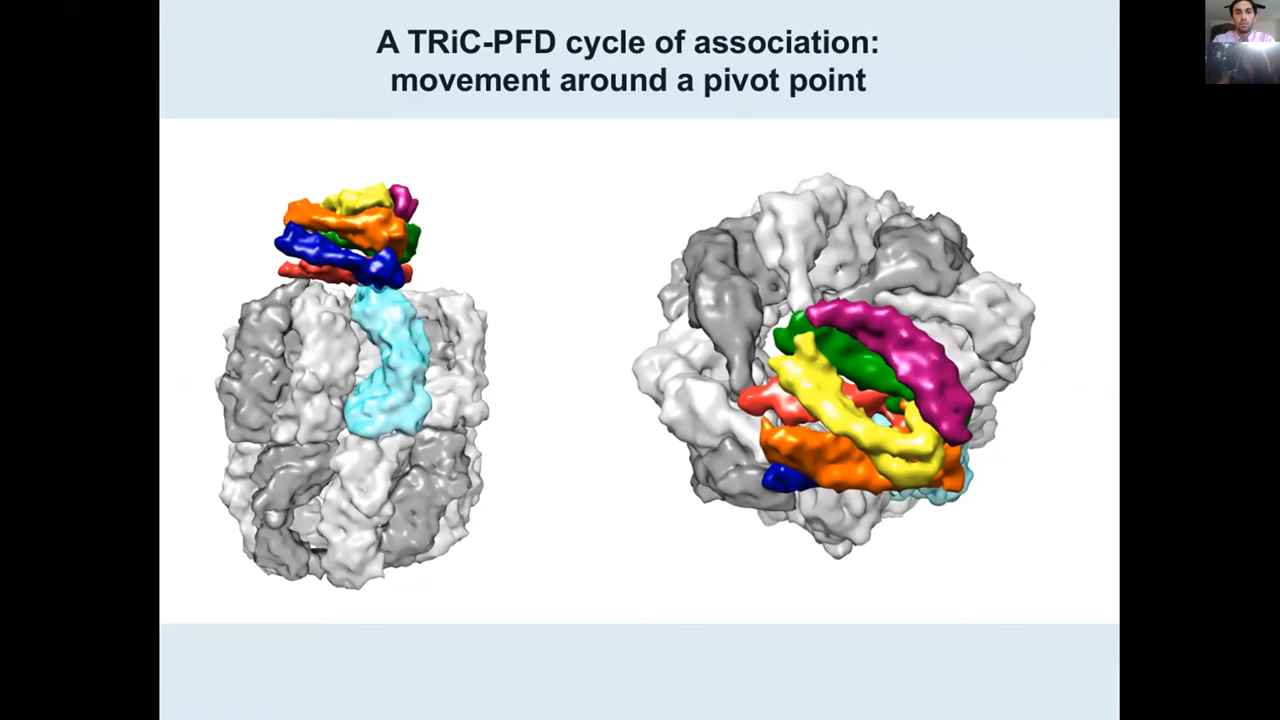 A TRiC-PFD cycle of association:
movement around a pivot point